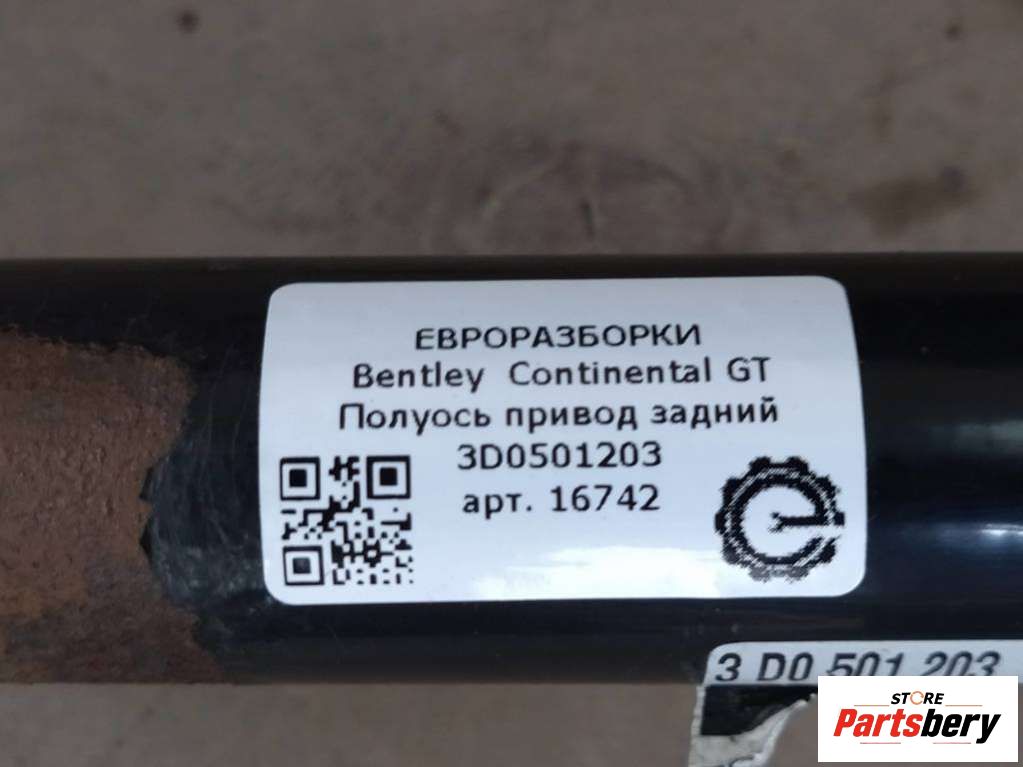 ЕВРОРАЗБОРКИ
Bentley Continental GT
Полуось привод задний
3D0501203
арт. 16742
3 D0 501 203
STORE
Partsbery